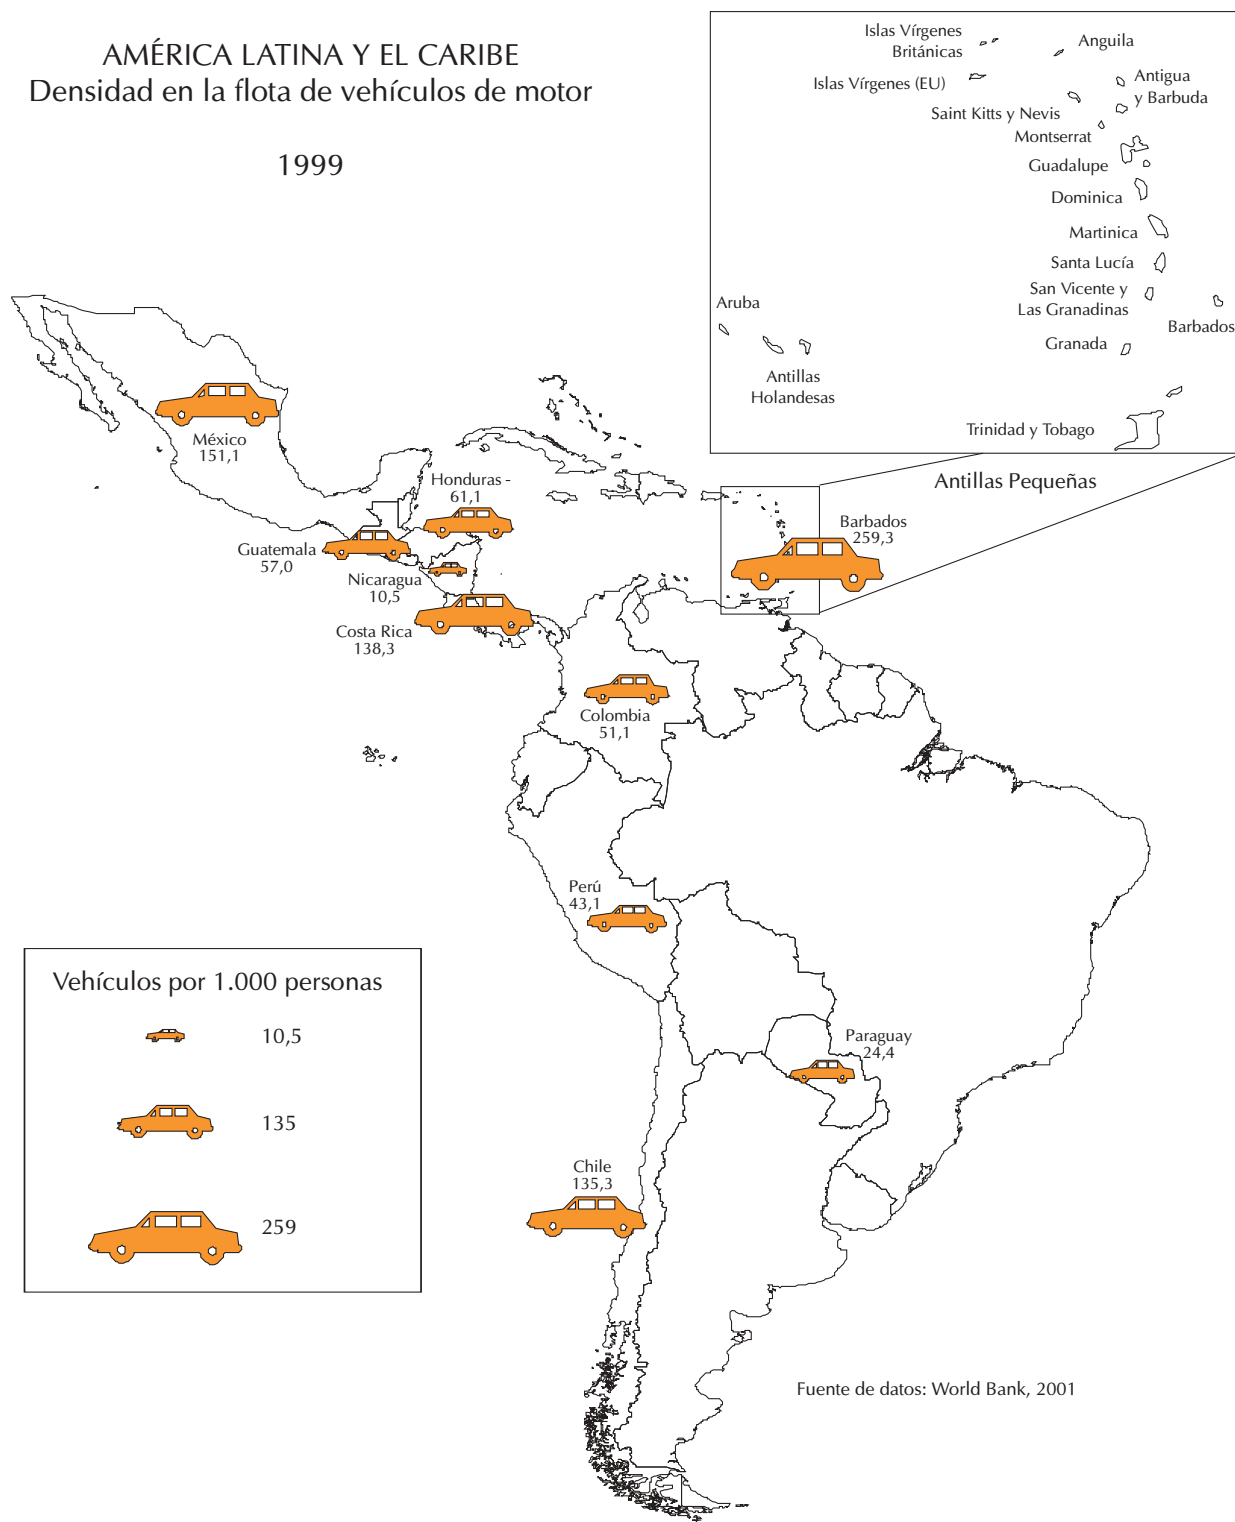 AMÉRICA LATINA Y EL CARIBE
Densidad en la flota de vehículos de motor
1999
Islas Vírgenes
Británicas
Anguila
Islas Vírgenes (EU)
Antigua
y Barbuda
Saint Kitts y Nevis
Montserrat
Guadalupe
Dominica
Martinica
Santa Lucía
San Vicente y
Las Granadinas
Barbados
Granada
Aruba
Antillas
Holandesas
Trinidad y Tobago
Antillas Pequeñas
México
151,1
Honduras -
61,1
Guatemala
57,0
Nicaragua
10,5
Costa Rica
138,3
Barbados
259,3
Colombia
51,1
Perú
43,1
Paraguay
24,4
Chile
135,3
Vehículos por 1.000 personas
10,5
135
259
Fuente de datos: World Bank, 2001